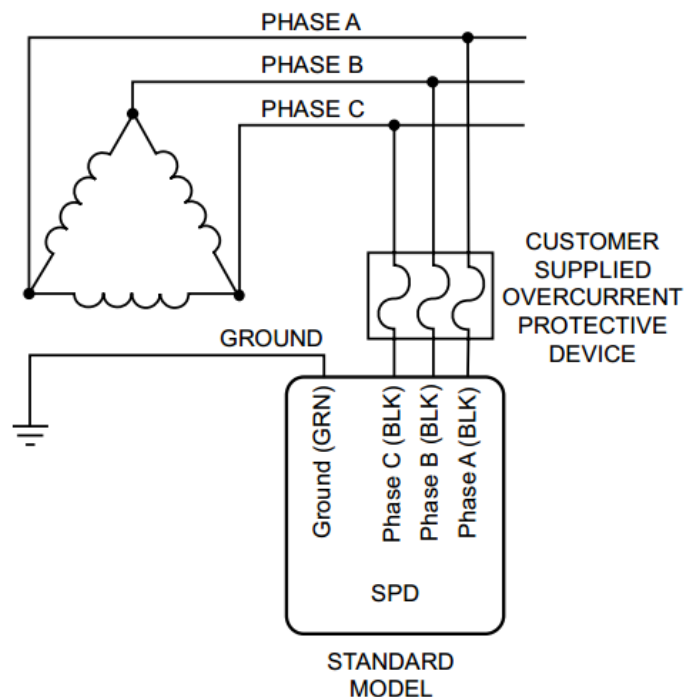 PHASE A
PHASE B
PHASE C
CUSTOMER
SUPPLIED
OVERCURRENT
PROTECTIVE
DEVICE
GROUND
Ground (GRN)
Phase C (BLK)
Phase B (BLK)
Phase A (BLK)
SPD
STANDARD
MODEL